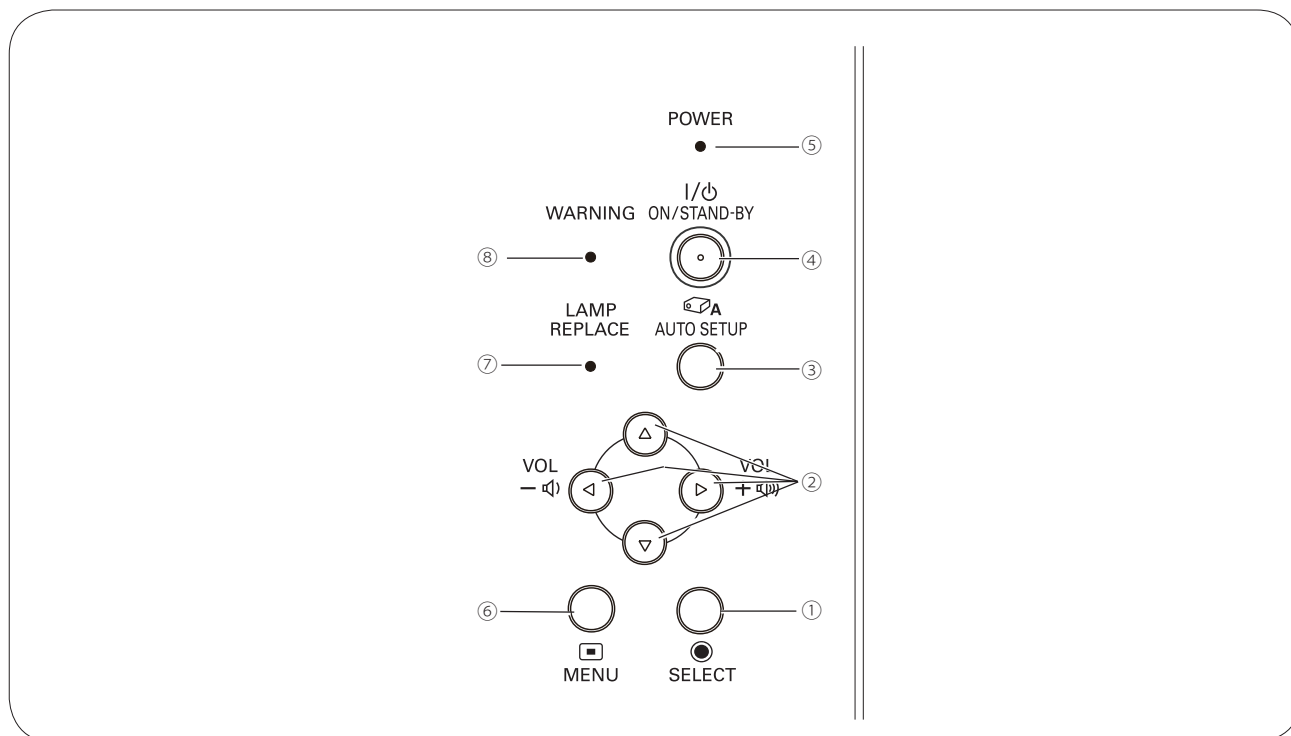 POWER
⑤
I/⏻
WARNING ON/STAND-BY
⑧ ④
LAMP
REPLACE
A
AUTO SETUP
⑦ ③
VOL
−
VOL
+
②
⑥ ①
MENU SELECT